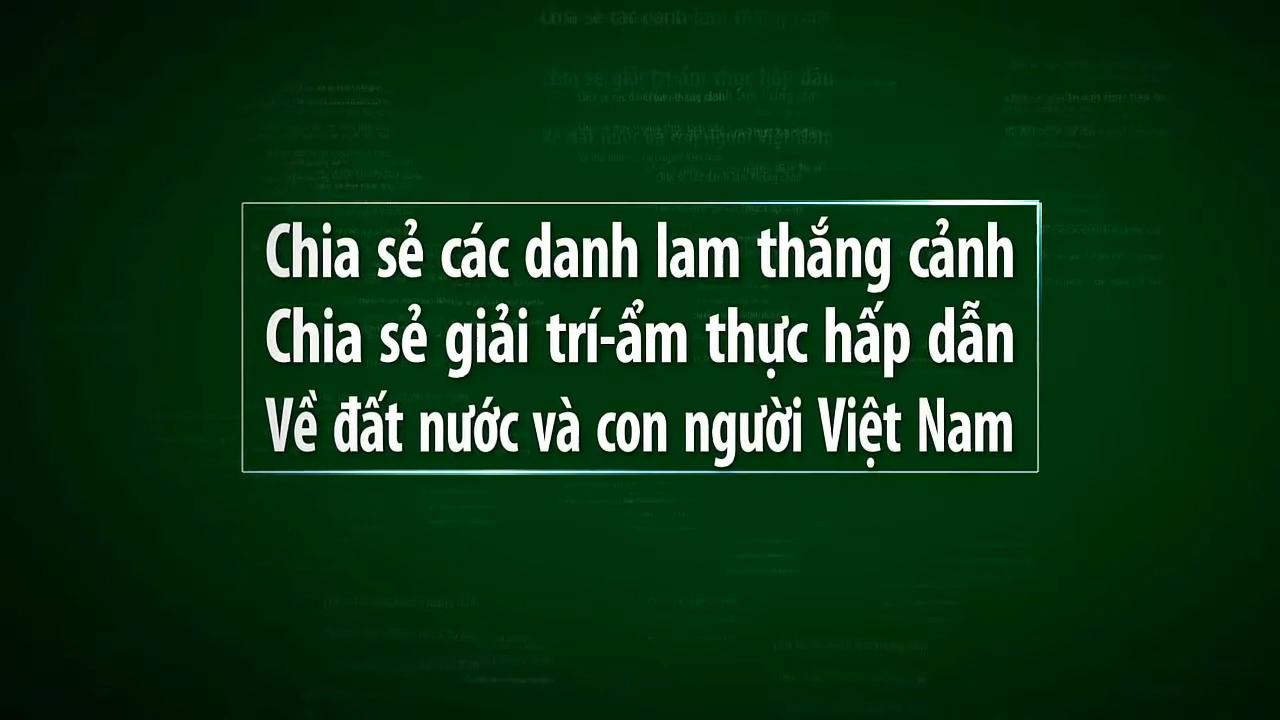 Chia sẻ các danh lam thắng cảnh
Chia sẻ giải trí-ẩm thực hấp dẫn
Về đất nước và con người Việt Nam